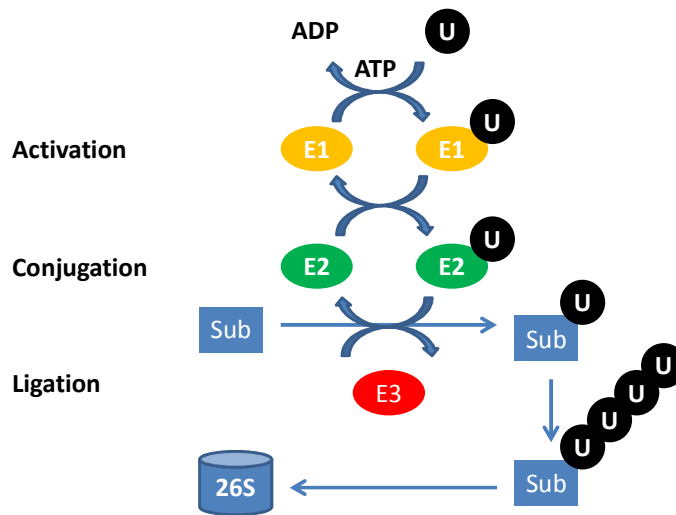 ADP
U
ATP
U
Activation
E1
E1
U
Conjugation
E2
E2
U
Sub
Sub
Ligation
E3
U
U
U
U
26S
Sub